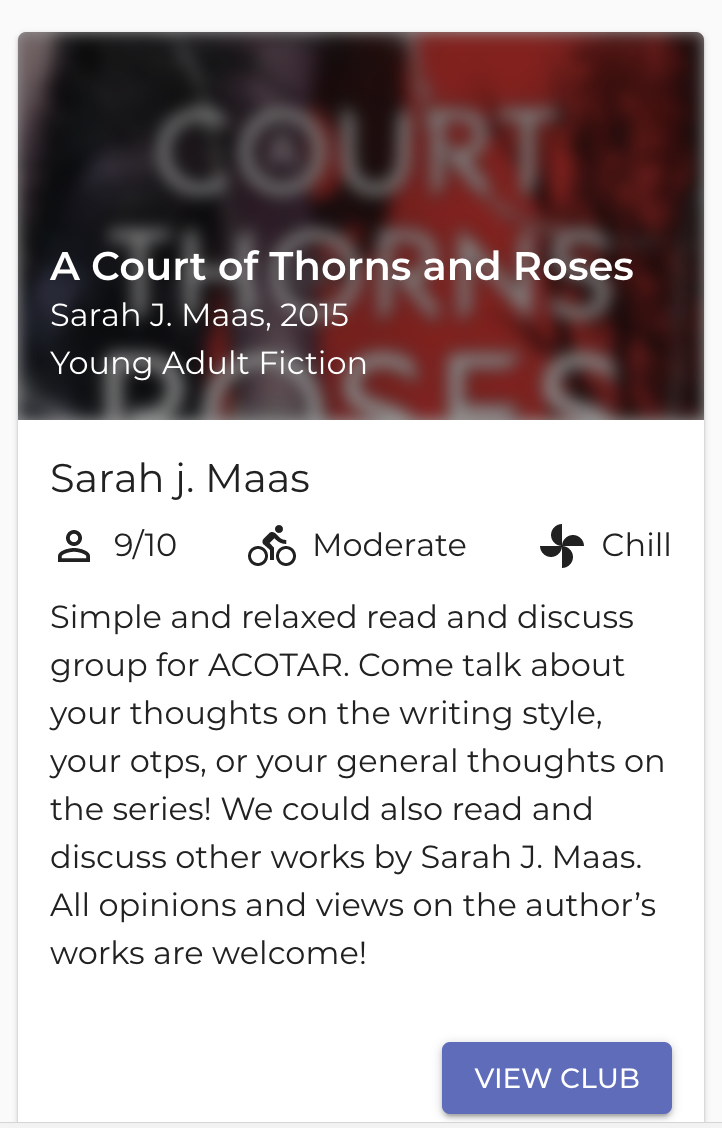 COURT
THORNS
ROSES
A Court of Thorns and Roses
Sarah J. Maas, 2015
Young Adult Fiction
Sarah j. Maas
9/10 Moderate Chill
Simple and relaxed read and discuss
group for ACOTAR. Come talk about
your thoughts on the writing style,
your otps, or your general thoughts on
the series! We could also read and
discuss other works by Sarah J. Maas.
All opinions and views on the author’s
works are welcome!
VIEW CLUB